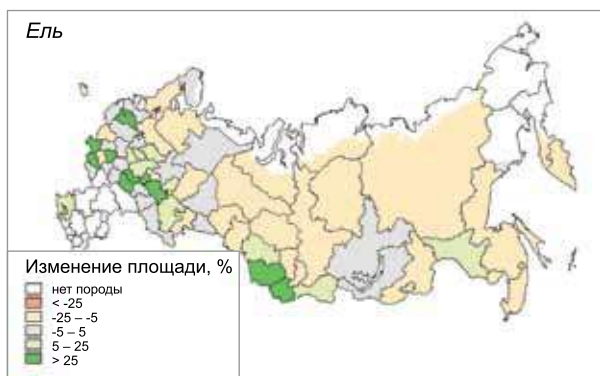 Ель
Изменение площади, %
нет породы
< -25
-25 – -5
-5 – 5
5 – 25
> 25